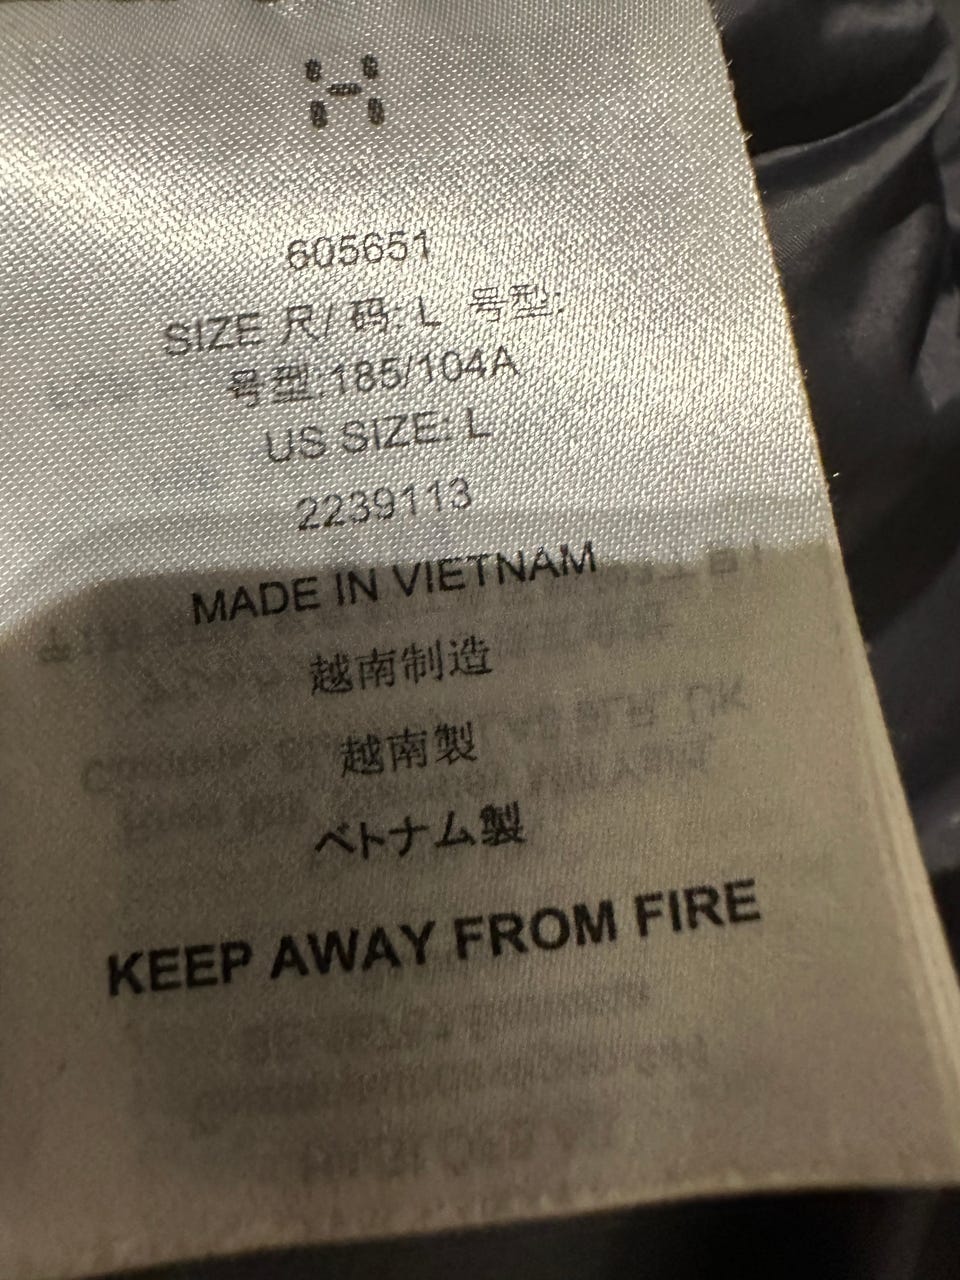 605651
SIZE 尺/ 码: L 号型:
号型:185/104A
US SIZE: L
2239113
MADE IN VIETNAM
越南制造
越南製
ベトナム製
KEEP AWAY FROM FIRE